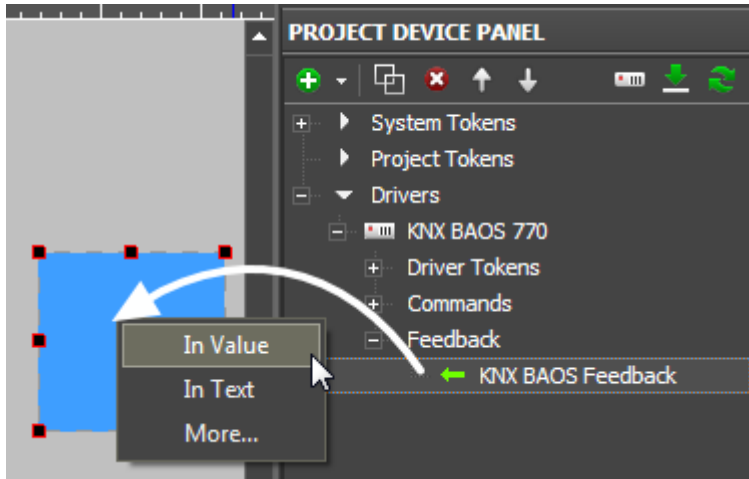 PROJECT DEVICE PANEL
System Tokens
Project Tokens
Drivers
KNX BAOS 770
Driver Tokens
Commands
Feedback
KNX BAOS Feedback
In Value
In Text
More...